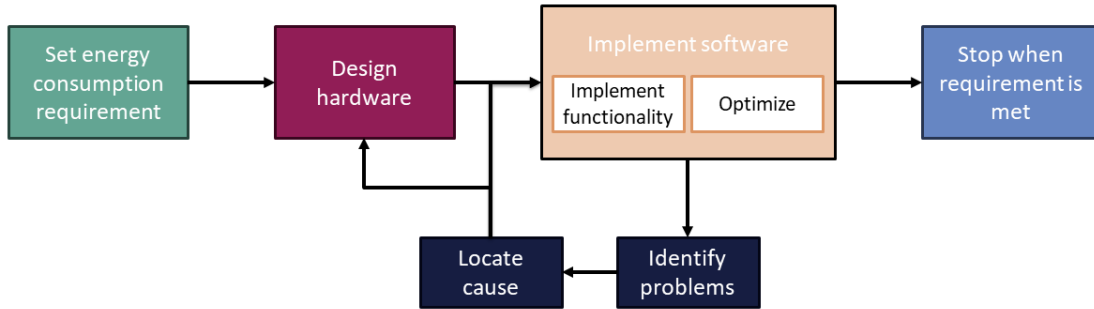 Set energy
consumption
requirement
Design
hardware
Implement software
Implement
functionality
Optimize
Stop when
requirement is
met
Locate
cause
Identify
problems